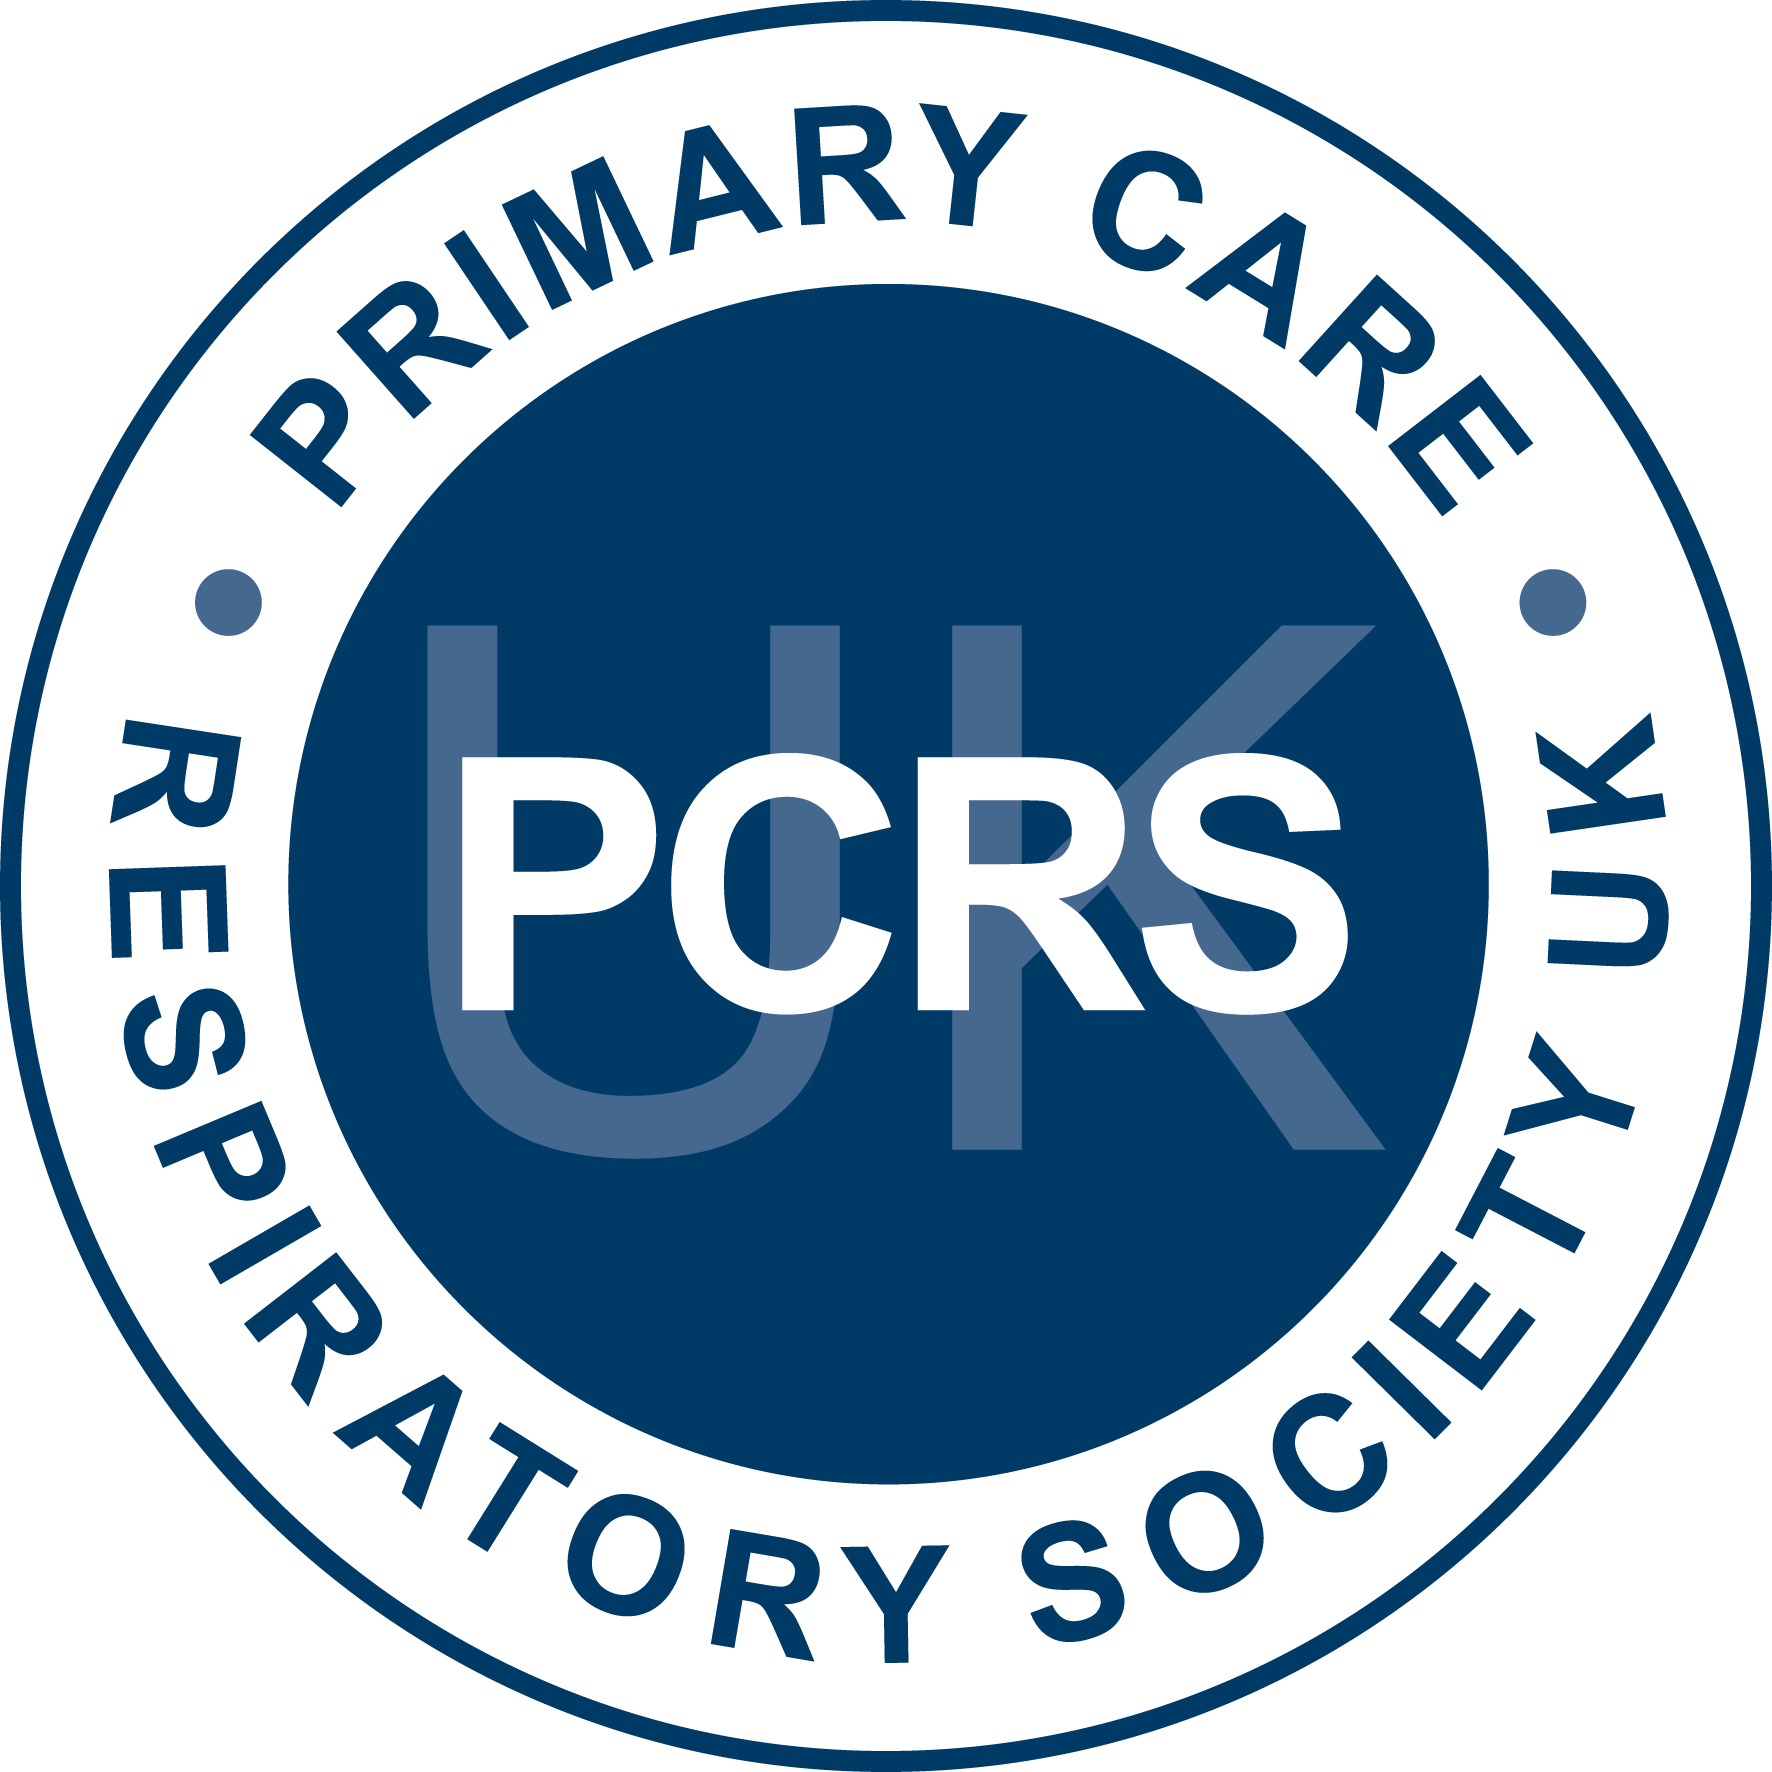 PRIMARY CARE
RESPIRATORY SOCIETY UK
UK
PCRS